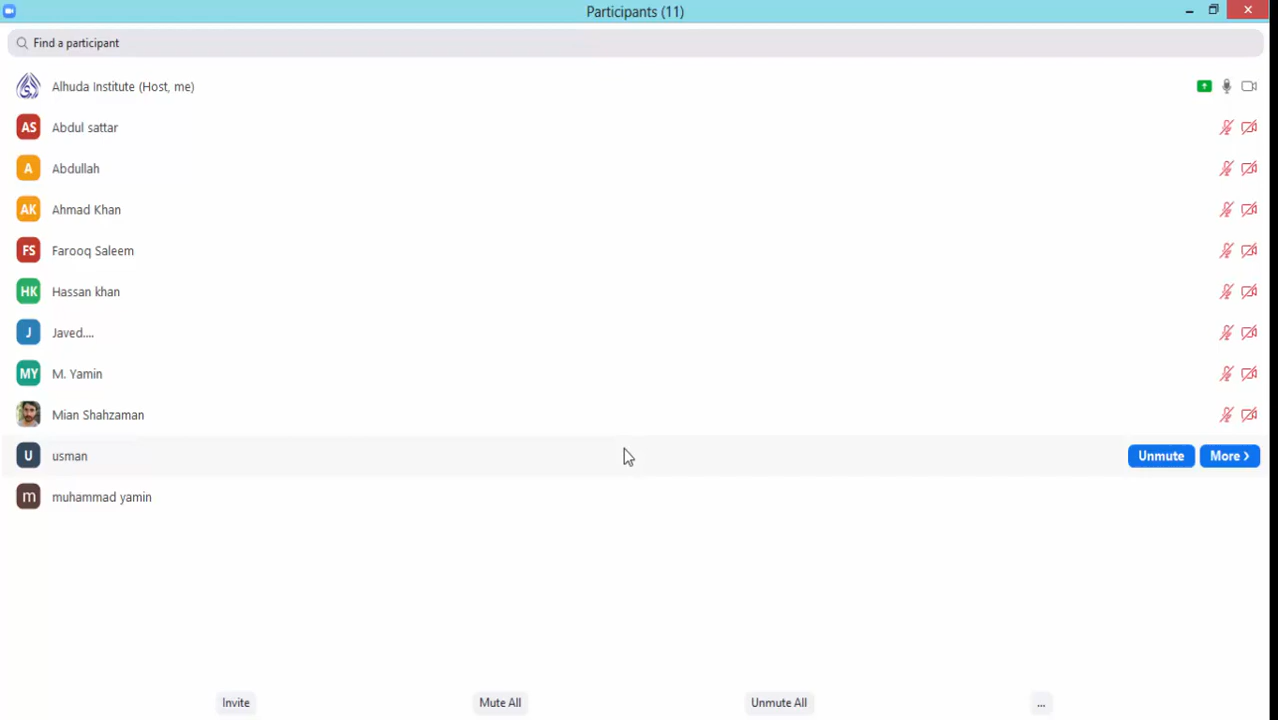 Participants (11)
Find a participant
Alhuda Institute (Host, me)
AS Abdul sattar
A Abdullah
AK Ahmad Khan
FS Farooq Saleem
HK Hassan khan
J Javed....
MY M. Yamin
Mian Shahzaman
U usman Unmute More >
m muhammad yamin
Invite Mute All Unmute All ...